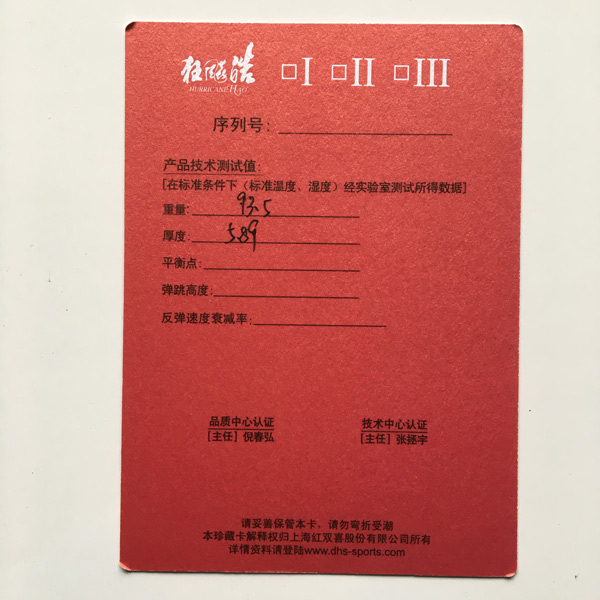 狂飚皓 □I □II □III
HURRICANE HAO
序列号:
产品技术测试值:
[在标准条件下（标准温度、湿度）经实验室测试所得数据]
重量: 93.5
厚度: 5.89
平衡点:
弹跳高度:
反弹速度衰减率:
品质中心认证 技术中心认证
[主任] 倪春弘 [主任] 张拯宇
请妥善保管本卡，请勿弯折受潮
本珍藏卡解释权归上海红双喜股份有限公司所有
详情资料请登陆www.dhs-sports.com